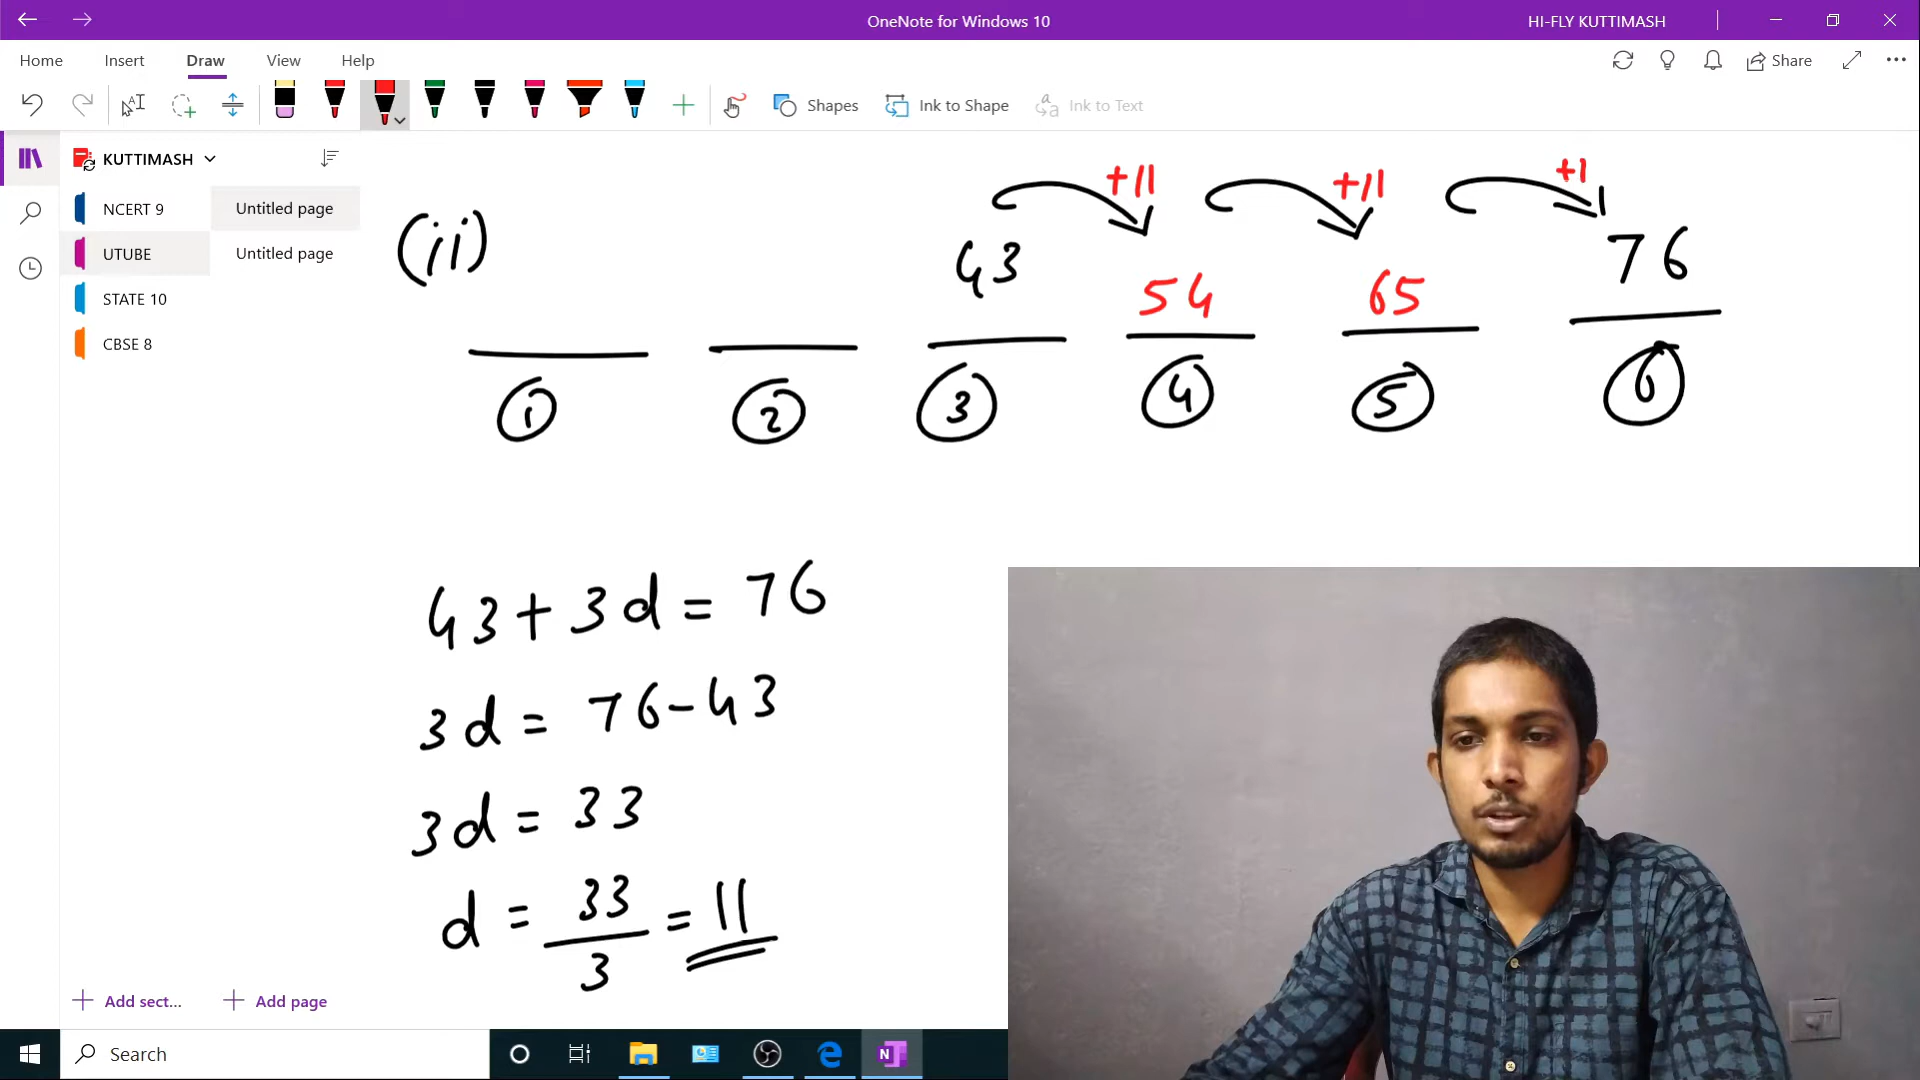 OneNote for Windows 10
HI-FLY KUTTIMASH
Home Insert Draw View Help
Share
Shapes Ink to Shape Ink to Text
KUTTIMASH
NCERT 9
UTUBE
STATE 10
CBSE 8
Untitled page
Untitled page
(ii)
+11 +11 +1
43 54 65 76
1 2 3 4 5 6
43 + 3d = 76
3d = 76 - 43
3d = 33
d = 33/3 = 11
Add sect... Add page
Search